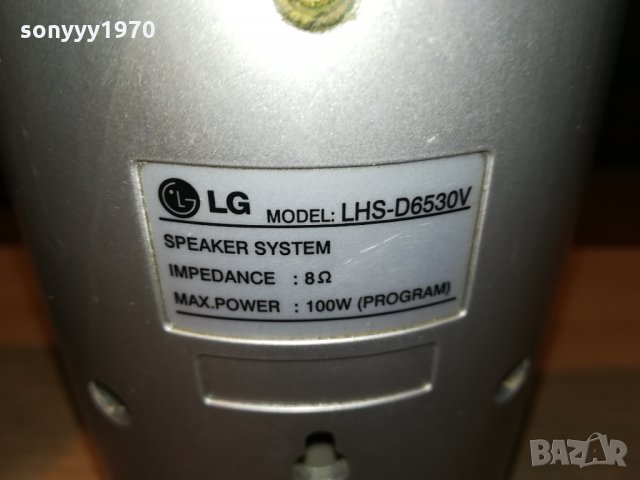 sonyyy1970
LG MODEL: LHS-D6530V
SPEAKER SYSTEM
IMPEDANCE : 8Ω
MAX.POWER : 100W (PROGRAM)
BAZAR